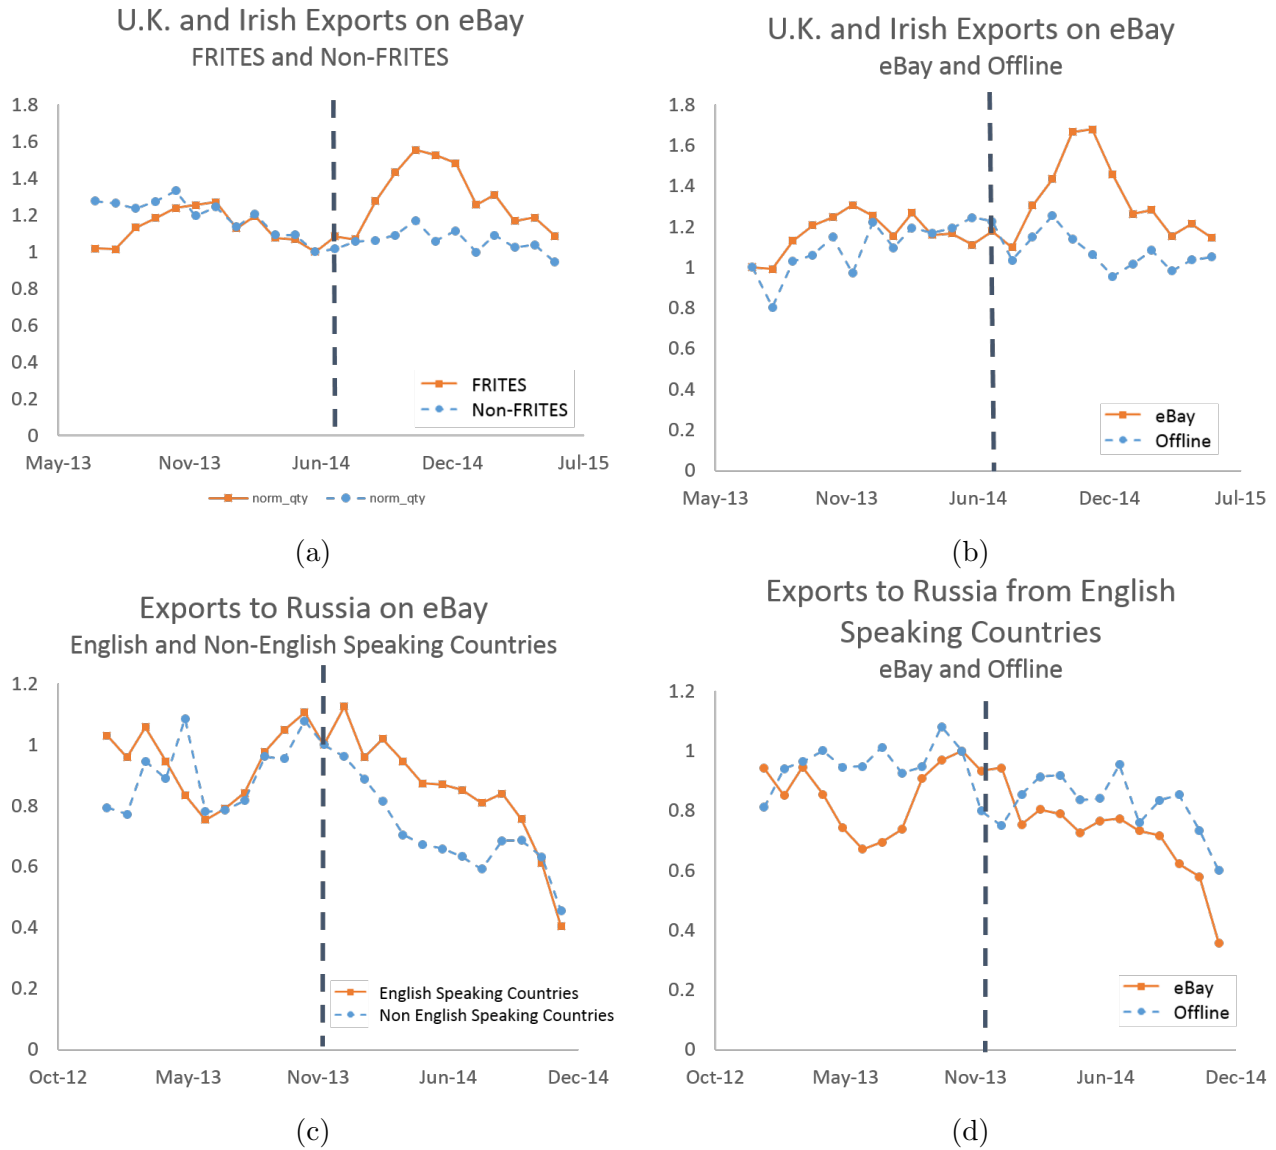 U.K. and Irish Exports on eBay
FRITES and Non-FRITES
1.8
1.6
1.4
1.2
1
0.8
0.6
0.4
0.2
0
May-13 Nov-13 Jun-14 Dec-14 Jul-15
FRITES
Non-FRITES
norm_qty norm_qty
(a)
U.K. and Irish Exports on eBay
eBay and Offline
1.8
1.6
1.4
1.2
1
0.8
0.6
0.4
0.2
0
May-13 Nov-13 Jun-14 Dec-14 Jul-15
eBay
Offline
(b)
Exports to Russia on eBay
English and Non-English Speaking Countries
1.2
1
0.8
0.6
0.4
0.2
0
Oct-12 May-13 Nov-13 Jun-14 Dec-14
English Speaking Countries
Non English Speaking Countries
(c)
Exports to Russia from English
Speaking Countries
eBay and Offline
1.2
1
0.8
0.6
0.4
0.2
0
Oct-12 May-13 Nov-13 Jun-14 Dec-14
eBay
Offline
(d)